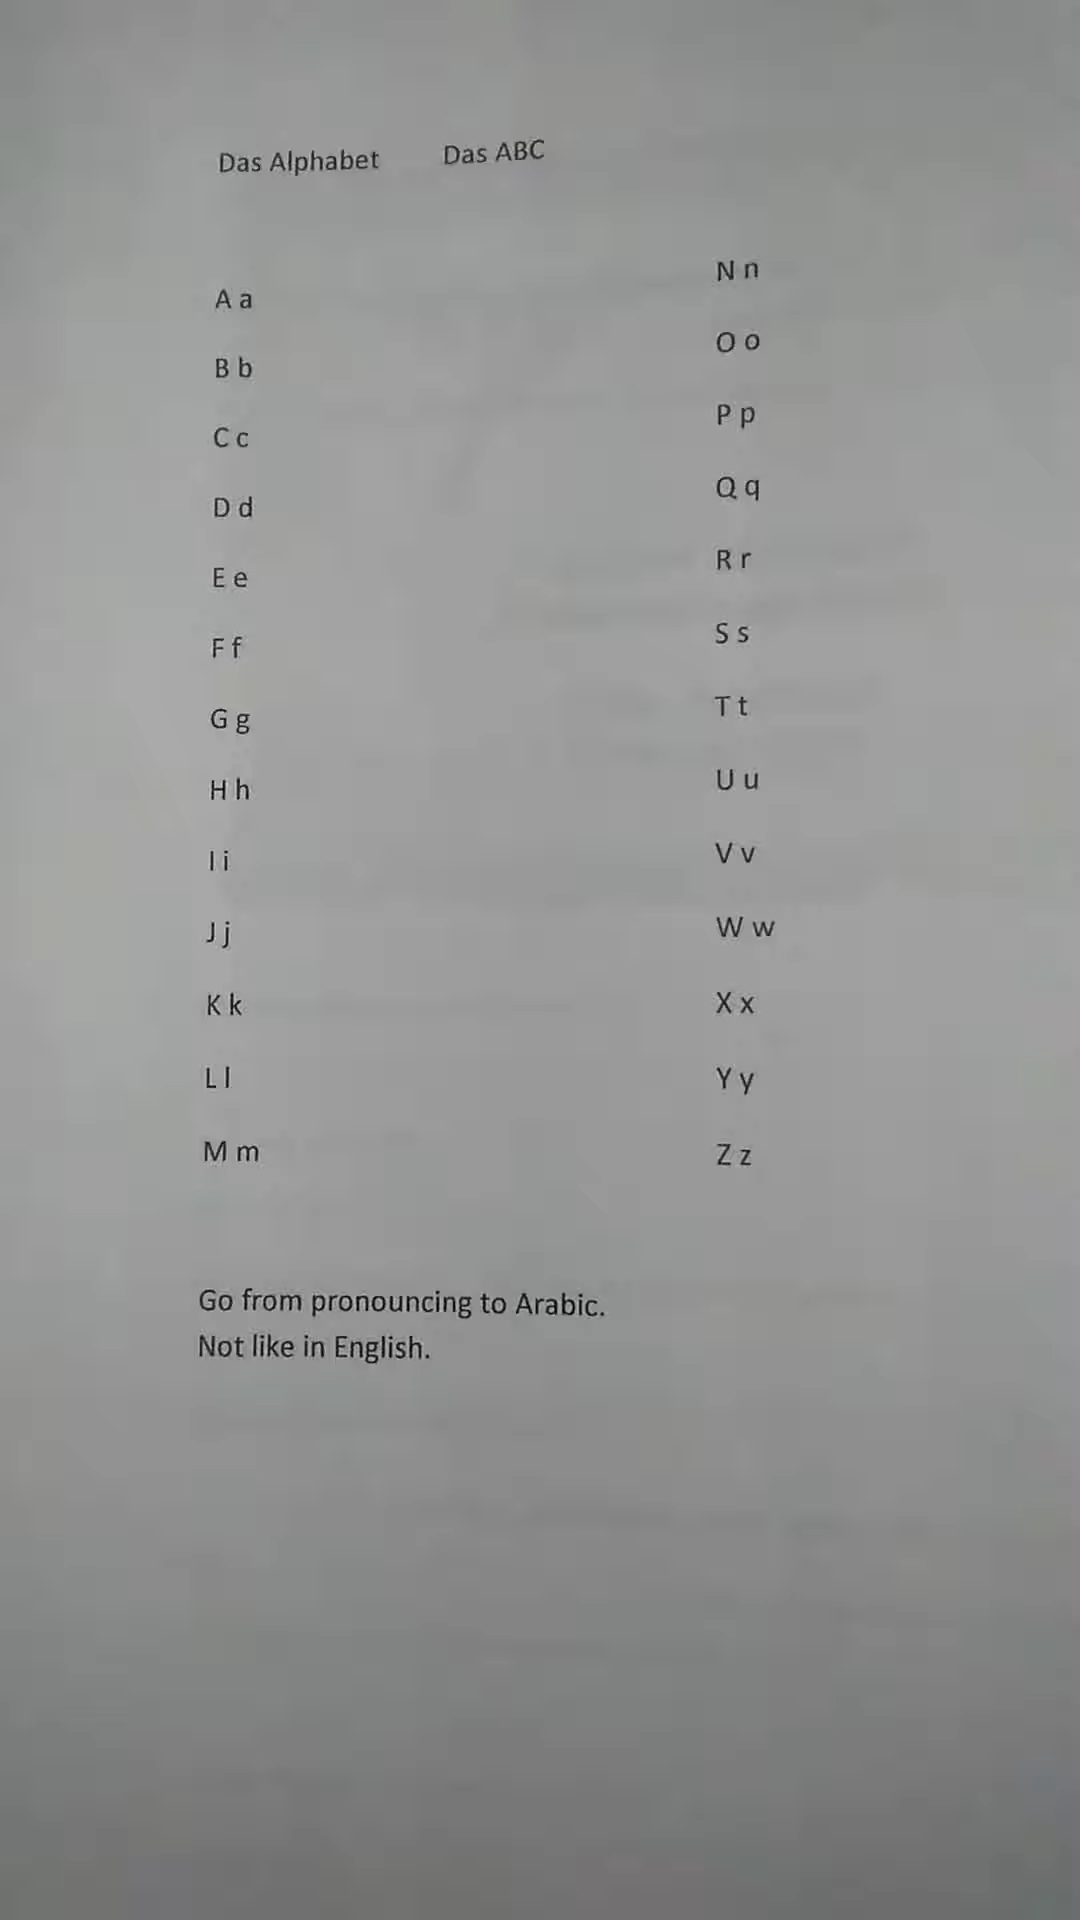 Das Alphabet Das ABC
A a
B b
C c
D d
E e
F f
G g
H h
I i
J j
K k
L l
M m
N n
O o
P p
Q q
R r
S s
T t
U u
V v
W w
X x
Y y
Z z
Go from pronouncing to Arabic.
Not like in English.